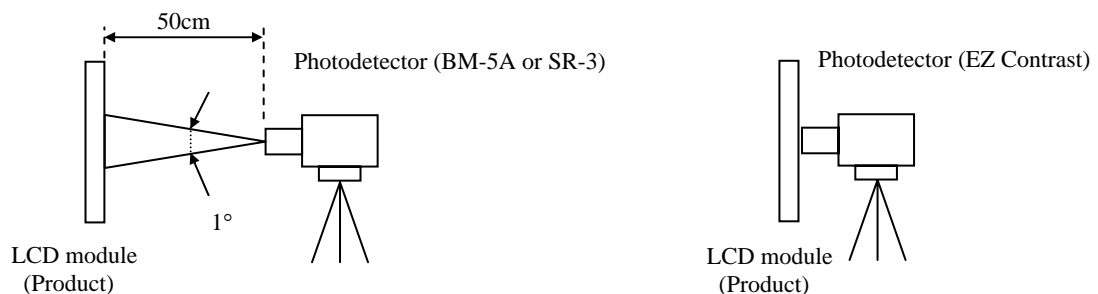 50cm
Photodetector (BM-5A or SR-3)
1°
LCD module
(Product)
Photodetector (EZ Contrast)
LCD module
(Product)